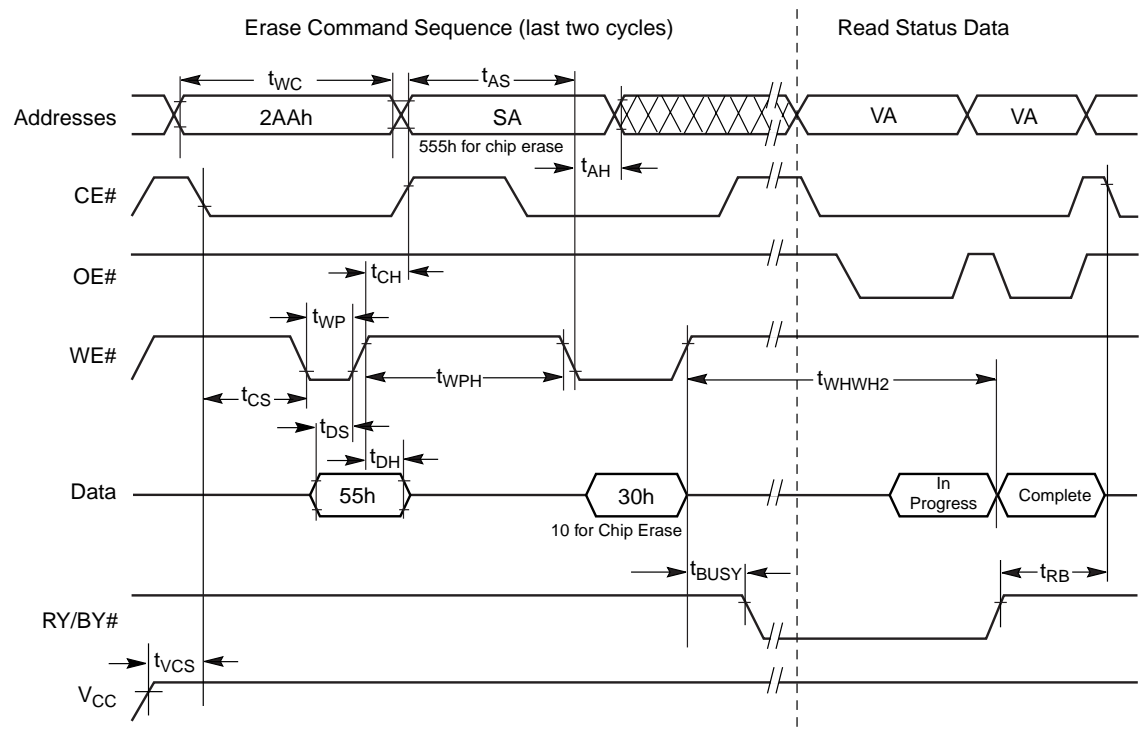 Erase Command Sequence (last two cycles)
Read Status Data
tWC
tAS
Addresses
2AAh
SA
VA
VA
555h for chip erase
tAH
CE#
OE#
tCH
tWP
WE#
tWPH
tWHWH2
tCS
tDS
tDH
Data
55h
30h
In
Progress
Complete
10 for Chip Erase
tBUSY
tRB
RY/BY#
tVCS
VCC